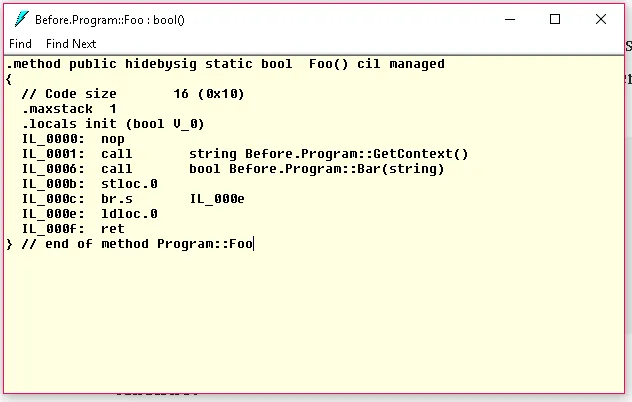 Before.Program::Foo : bool()
Find Find Next
.method public hidebysig static bool  Foo() cil managed
{
  // Code size       16 (0x10)
  .maxstack  1
  .locals init (bool V_0)
  IL_0000:  nop
  IL_0001:  call       string Before.Program::GetContext()
  IL_0006:  call       bool Before.Program::Bar(string)
  IL_000b:  stloc.0
  IL_000c:  br.s       IL_000e
  IL_000e:  ldloc.0
  IL_000f:  ret
} // end of method Program::Foo